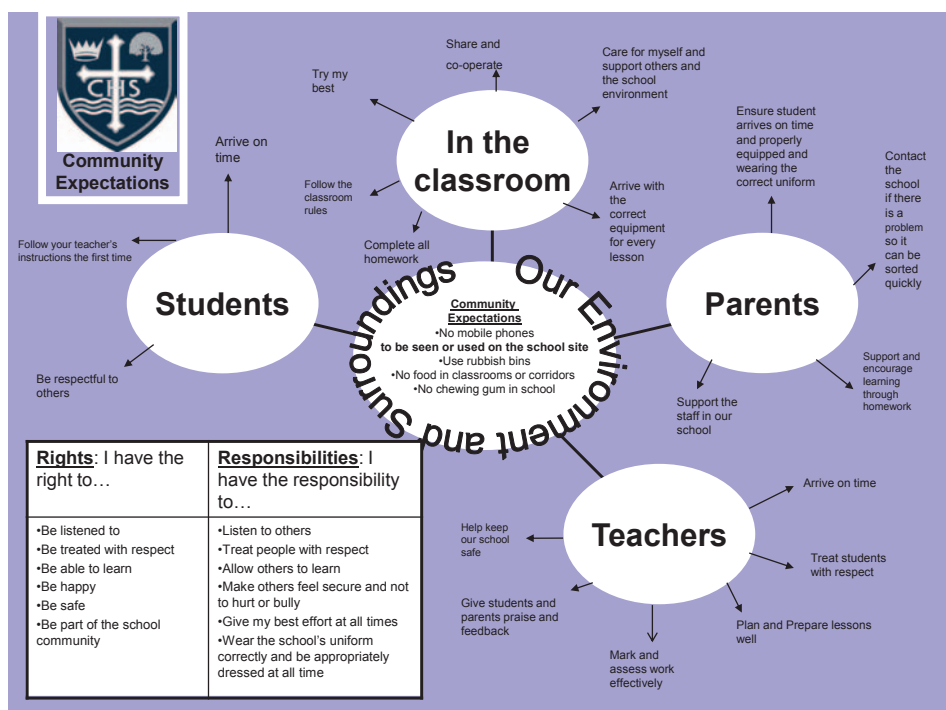 CHS
Community
Expectations
Share and
co-operate
Try my
best
Care for myself and
support others and
the school
environment
In the
classroom
Follow the
classroom
rules
Complete all
homework
Arrive with
the
correct
equipment
for every
lesson
Arrive on
time
Follow your teacher's
instructions the first time
Students
Be respectful to
others
Ensure student
arrives on time
and properly
equipped and
wearing the
correct uniform
Contact
the
school
if there
is a
problem
so it
can be
sorted
quickly
Parents
Support the
staff in our
school
Support and
encourage
learning
through
homework
Our Environment and Surroundings
Community
Expectations
•No mobile phones
to be seen or used on the school site
•Use rubbish bins
•No food in classrooms or corridors
•No chewing gum in school
Rights: I have the
right to…
•Be listened to
•Be treated with respect
•Be able to learn
•Be happy
•Be safe
•Be part of the school
community
Responsibilities: I
have the responsibility
to…
•Listen to others
•Treat people with respect
•Allow others to learn
•Make others feel secure and not
to hurt or bully
•Give my best effort at all times
•Wear the school's uniform
correctly and be appropriately
dressed at all time
Teachers
Arrive on time
Help keep
our school
safe
Treat students
with respect
Give students and
parents praise and
feedback
Plan and Prepare lessons
well
Mark and
assess work
effectively